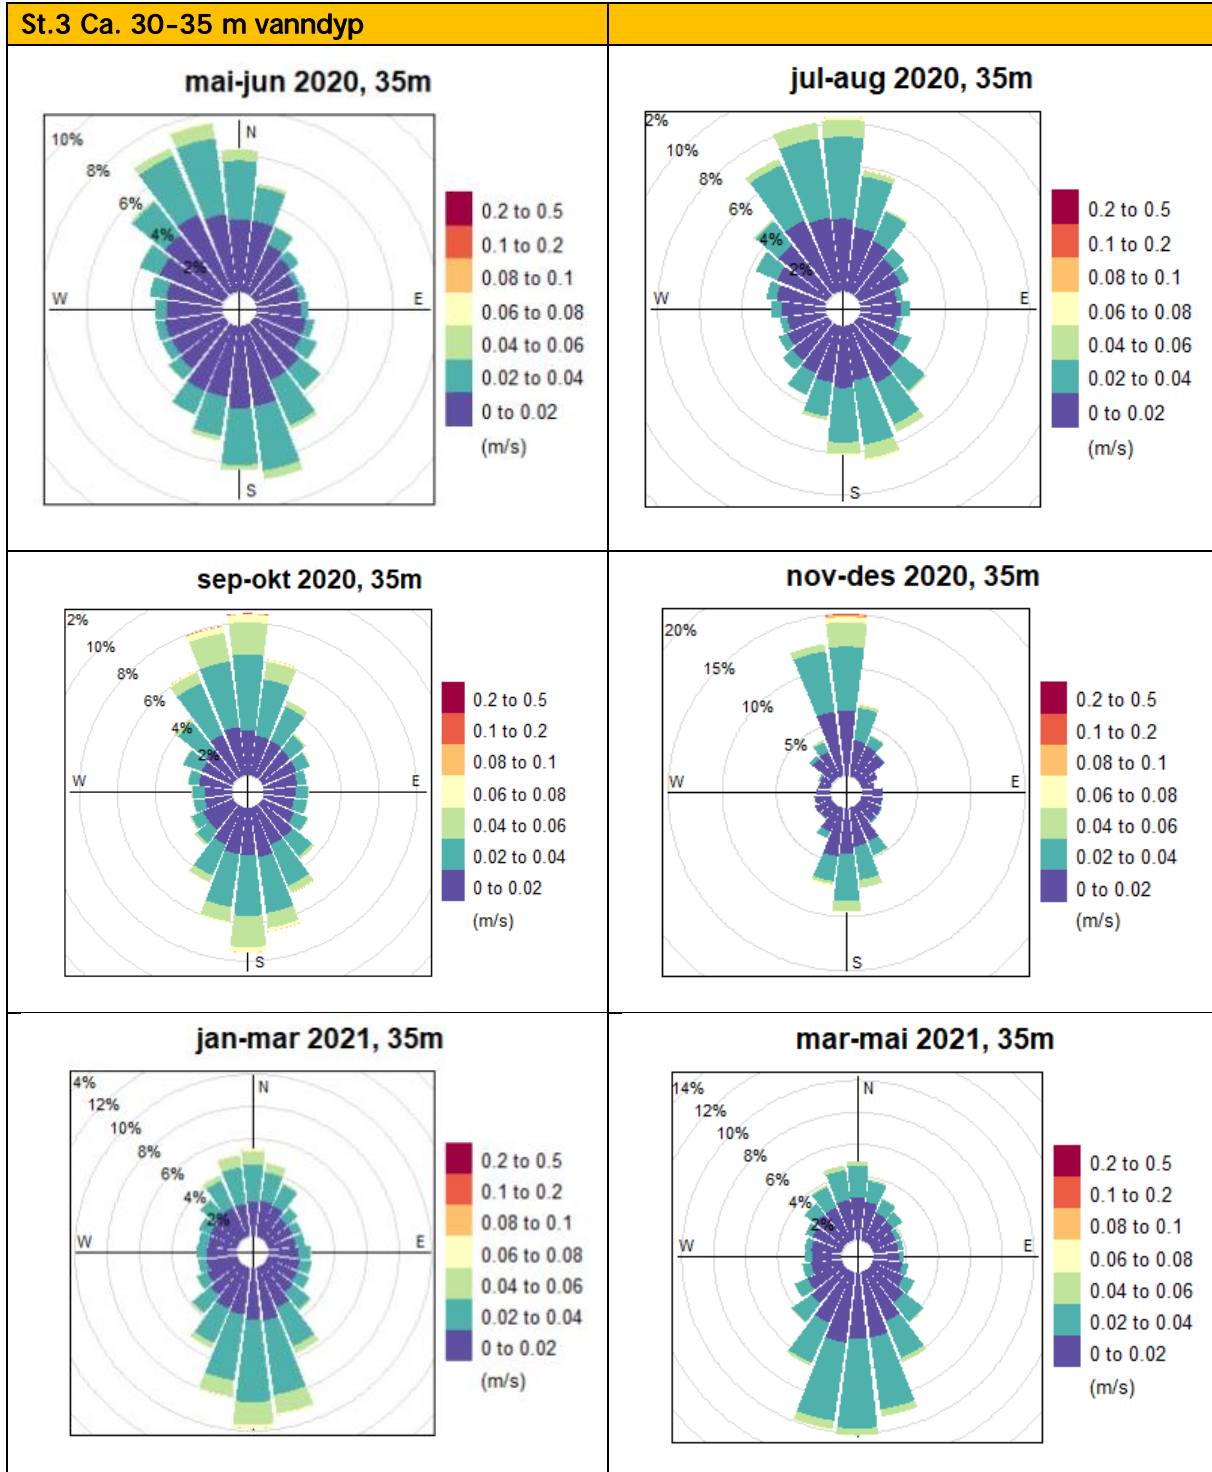 St.3 Ca. 30-35 m vanndyp
mai-jun 2020, 35m
10%
8%
6%
4%
2%
N
W
E
S
0.2 to 0.5
0.1 to 0.2
0.08 to 0.1
0.06 to 0.08
0.04 to 0.06
0.02 to 0.04
0 to 0.02
(m/s)
jul-aug 2020, 35m
2%
10%
8%
6%
4%
2%
W
E
S
0.2 to 0.5
0.1 to 0.2
0.08 to 0.1
0.06 to 0.08
0.04 to 0.06
0.02 to 0.04
0 to 0.02
(m/s)
sep-okt 2020, 35m
2%
10%
8%
6%
4%
2%
W
E
S
0.2 to 0.5
0.1 to 0.2
0.08 to 0.1
0.06 to 0.08
0.04 to 0.06
0.02 to 0.04
0 to 0.02
(m/s)
nov-des 2020, 35m
20%
15%
10%
5%
W
E
S
0.2 to 0.5
0.1 to 0.2
0.08 to 0.1
0.06 to 0.08
0.04 to 0.06
0.02 to 0.04
0 to 0.02
(m/s)
jan-mar 2021, 35m
4%
12%
10%
8%
6%
4%
2%
N
W
E
0.2 to 0.5
0.1 to 0.2
0.08 to 0.1
0.06 to 0.08
0.04 to 0.06
0.02 to 0.04
0 to 0.02
(m/s)
mar-mai 2021, 35m
14%
12%
10%
8%
6%
4%
2%
N
W
E
0.2 to 0.5
0.1 to 0.2
0.08 to 0.1
0.06 to 0.08
0.04 to 0.06
0.02 to 0.04
0 to 0.02
(m/s)